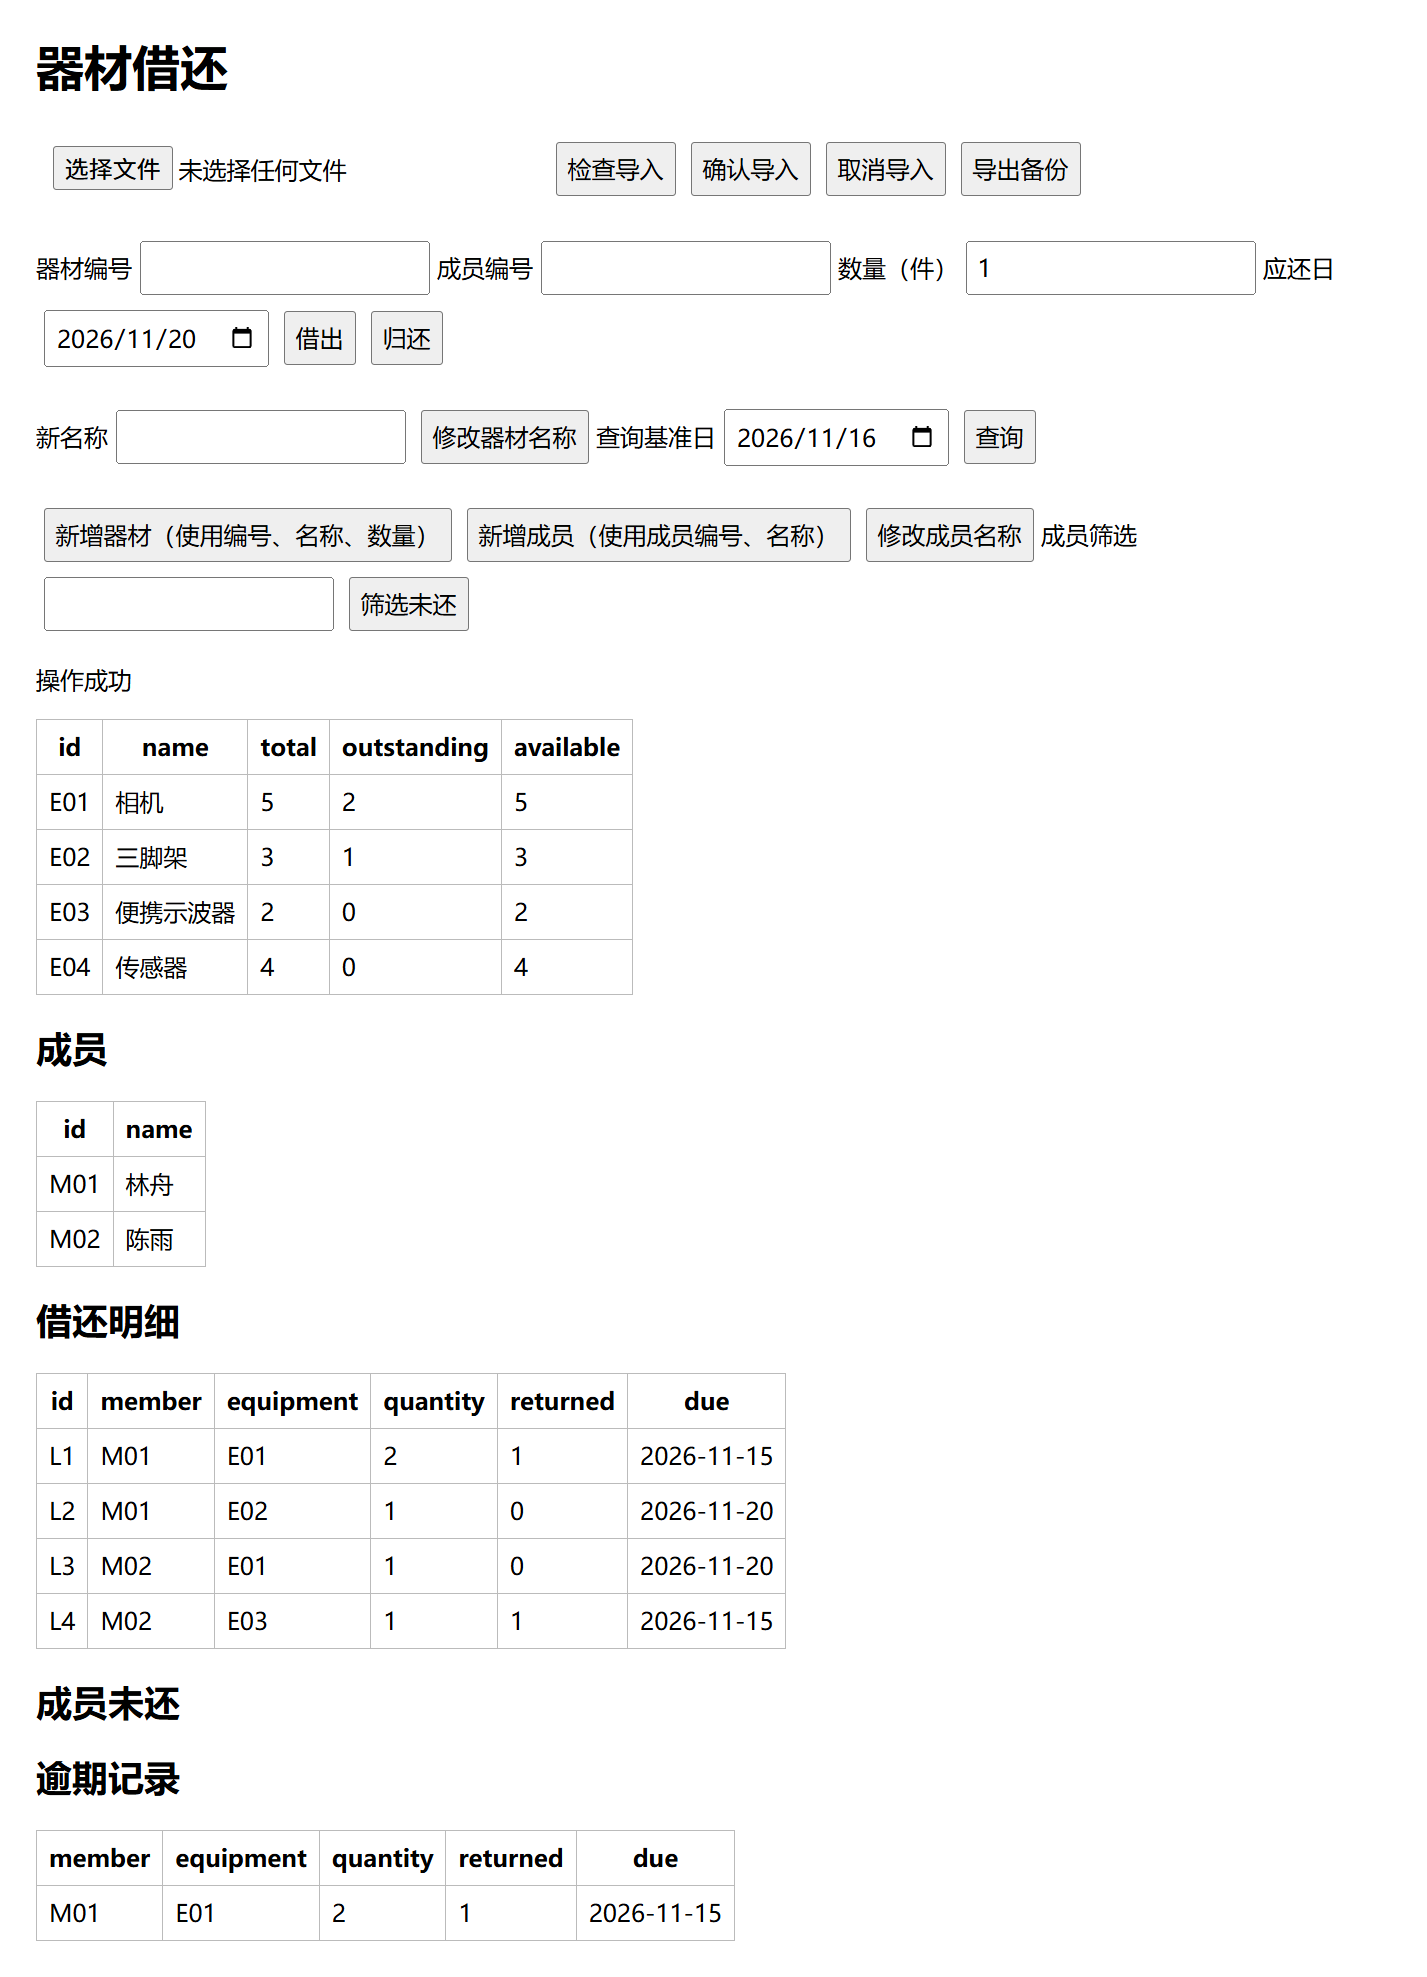 器材借还
选择文件 未选择任何文件 检查导入 确认导入 取消导入 导出备份
器材编号 成员编号 数量（件） 1 应还日
2026/11/20 借出 归还
新名称 修改器材名称 查询基准日 2026/11/16 查询
新增器材（使用编号、名称、数量） 新增成员（使用成员编号、名称） 修改成员名称 成员筛选
筛选未还
操作成功
id name total outstanding available
E01 相机 5 2 5
E02 三脚架 3 1 3
E03 便携示波器 2 0 2
E04 传感器 4 0 4
成员
id name
M01 林舟
M02 陈雨
借还明细
id member equipment quantity returned due
L1 M01 E01 2 1 2026-11-15
L2 M01 E02 1 0 2026-11-20
L3 M02 E01 1 0 2026-11-20
L4 M02 E03 1 1 2026-11-15
成员未还
逾期记录
member equipment quantity returned due
M01 E01 2 1 2026-11-15